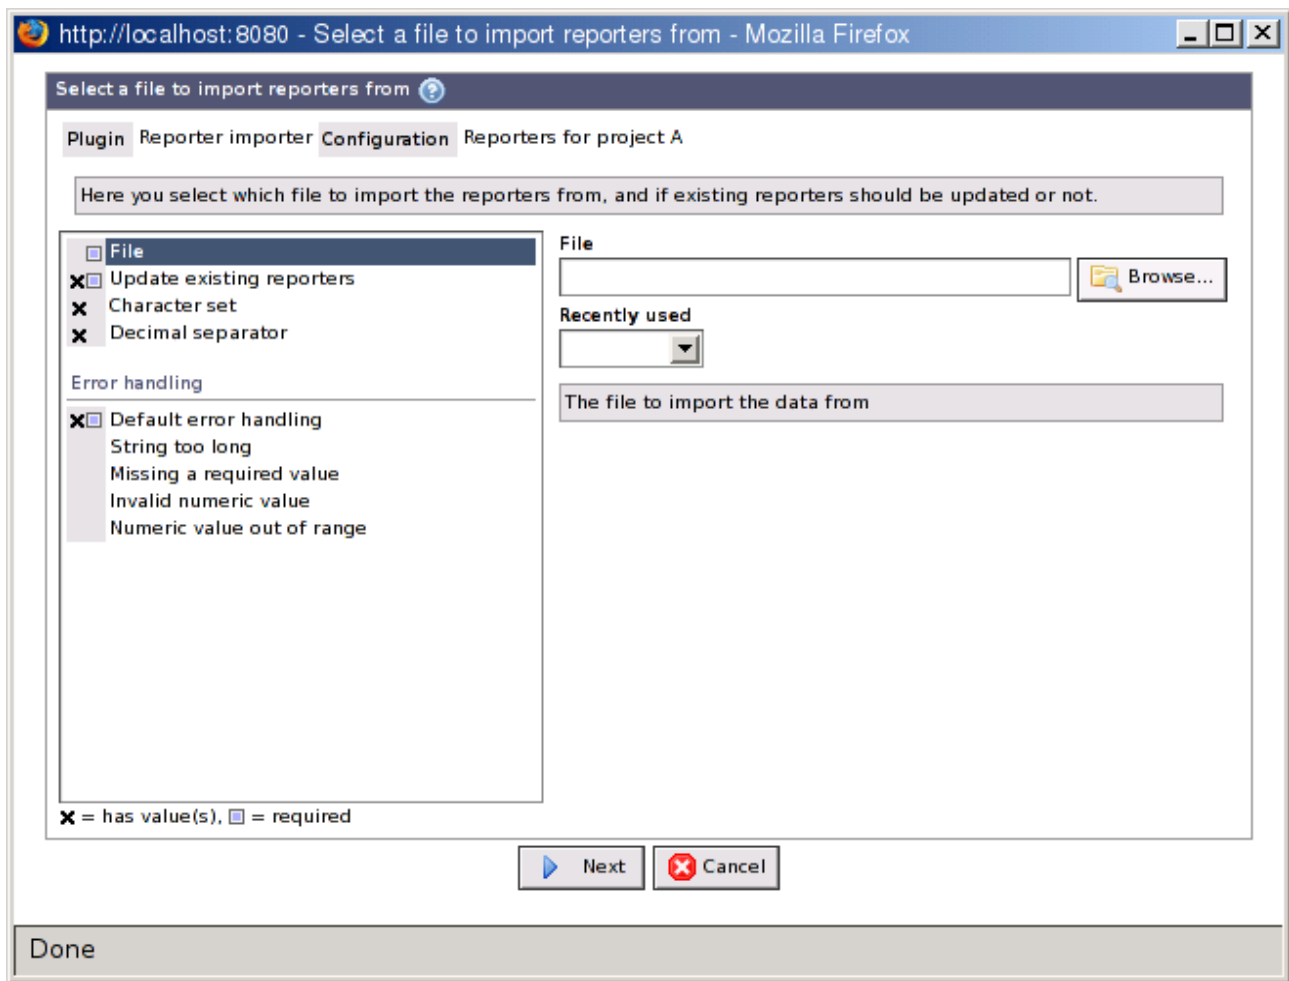 http://localhost:8080 - Select a file to import reporters from - Mozilla Firefox
Select a file to import reporters from
Plugin Reporter importer Configuration Reporters for project A
Here you select which file to import the reporters from, and if existing reporters should be updated or not.
File
Update existing reporters
Character set
Decimal separator
Error handling
Default error handling
String too long
Missing a required value
Invalid numeric value
Numeric value out of range
File
Browse...
Recently used
The file to import the data from
= has value(s), = required
Next Cancel
Done